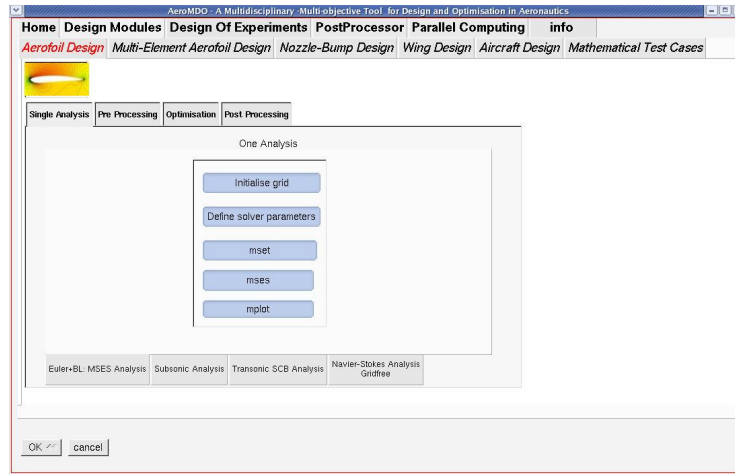 AeroMDO - A Multidisciplinary -Multi-objective Tool for Design and Optimisation in Aeronautics
Home Design Modules Design Of Experiments PostProcessor Parallel Computing info
Aerofoil Design Multi-Element Aerofoil Design Nozzle-Bump Design Wing Design Aircraft Design Mathematical Test Cases
Single Analysis Pre Processing Optimisation Post Processing
One Analysis
Initialise grid
Define solver parameters
mset
mses
mplot
Euler+BL: MSES Analysis Subsonic Analysis Transonic SCB Analysis Navier-Stokes Analysis
Gridfree
OK cancel